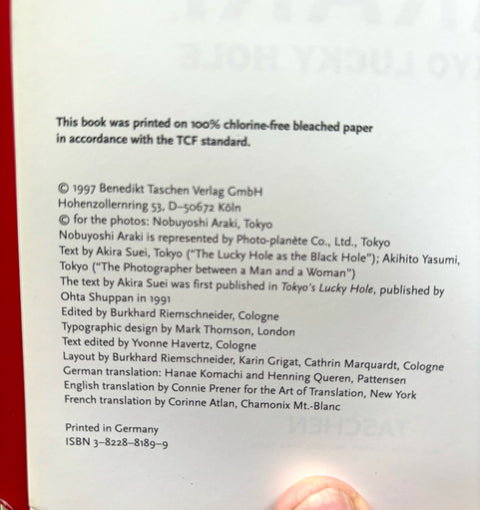 YO LUCKY HOLE
This book was printed on 100% chlorine-free bleached paper
in accordance with the TCF standard.
© 1997 Benedikt Taschen Verlag GmbH
Hohenzollernring 53, D–50672 Köln
© for the photos: Nobuyoshi Araki, Tokyo
Nobuyoshi Araki is represented by Photo-planète Co., Ltd., Tokyo
Text by Akira Suei, Tokyo (“The Lucky Hole as the Black Hole”); Akihito Yasumi,
Tokyo (“The Photographer between a Man and a Woman”)
The text by Akira Suei was first published in Tokyo's Lucky Hole, published by
Ohta Shuppan in 1991
Edited by Burkhard Riemschneider, Cologne
Typographic design by Mark Thomson, London
Text edited by Yvonne Havertz, Cologne
Layout by Burkhard Riemschneider, Karin Grigat, Cathrin Marquardt, Cologne
German translation: Hanae Komachi and Henning Queren, Pattensen
English translation by Connie Prener for the Art of Translation, New York
French translation by Corinne Atlan, Chamonix Mt.-Blanc
TASCHEN
Printed in Germany
ISBN 3–8228–8189–9